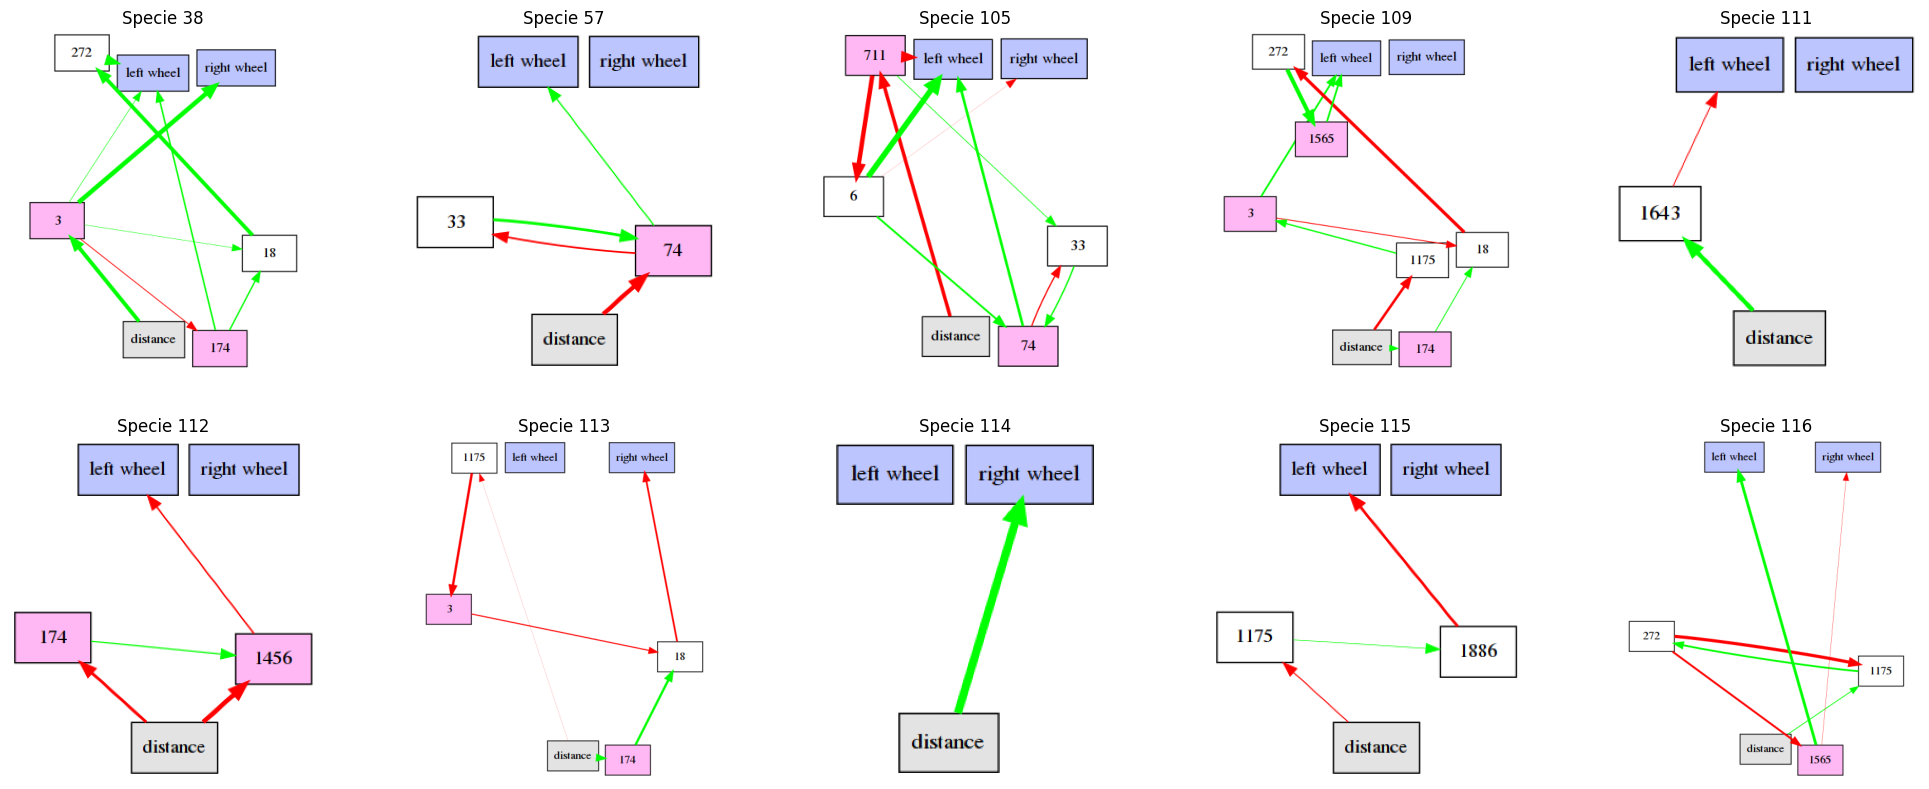 Specie 38
272
left wheel
right wheel
3
18
distance
174
Specie 57
left wheel
right wheel
33
74
distance
Specie 105
711
left wheel
right wheel
6
33
distance
74
Specie 109
272
left wheel
right wheel
1565
3
1175
18
distance
174
Specie 111
left wheel
right wheel
1643
distance
Specie 112
left wheel
right wheel
174
1456
distance
Specie 113
1175
left wheel
right wheel
3
18
distance
174
Specie 114
left wheel
right wheel
distance
Specie 115
left wheel
right wheel
1175
1886
distance
Specie 116
left wheel
right wheel
272
1175
distance
1565